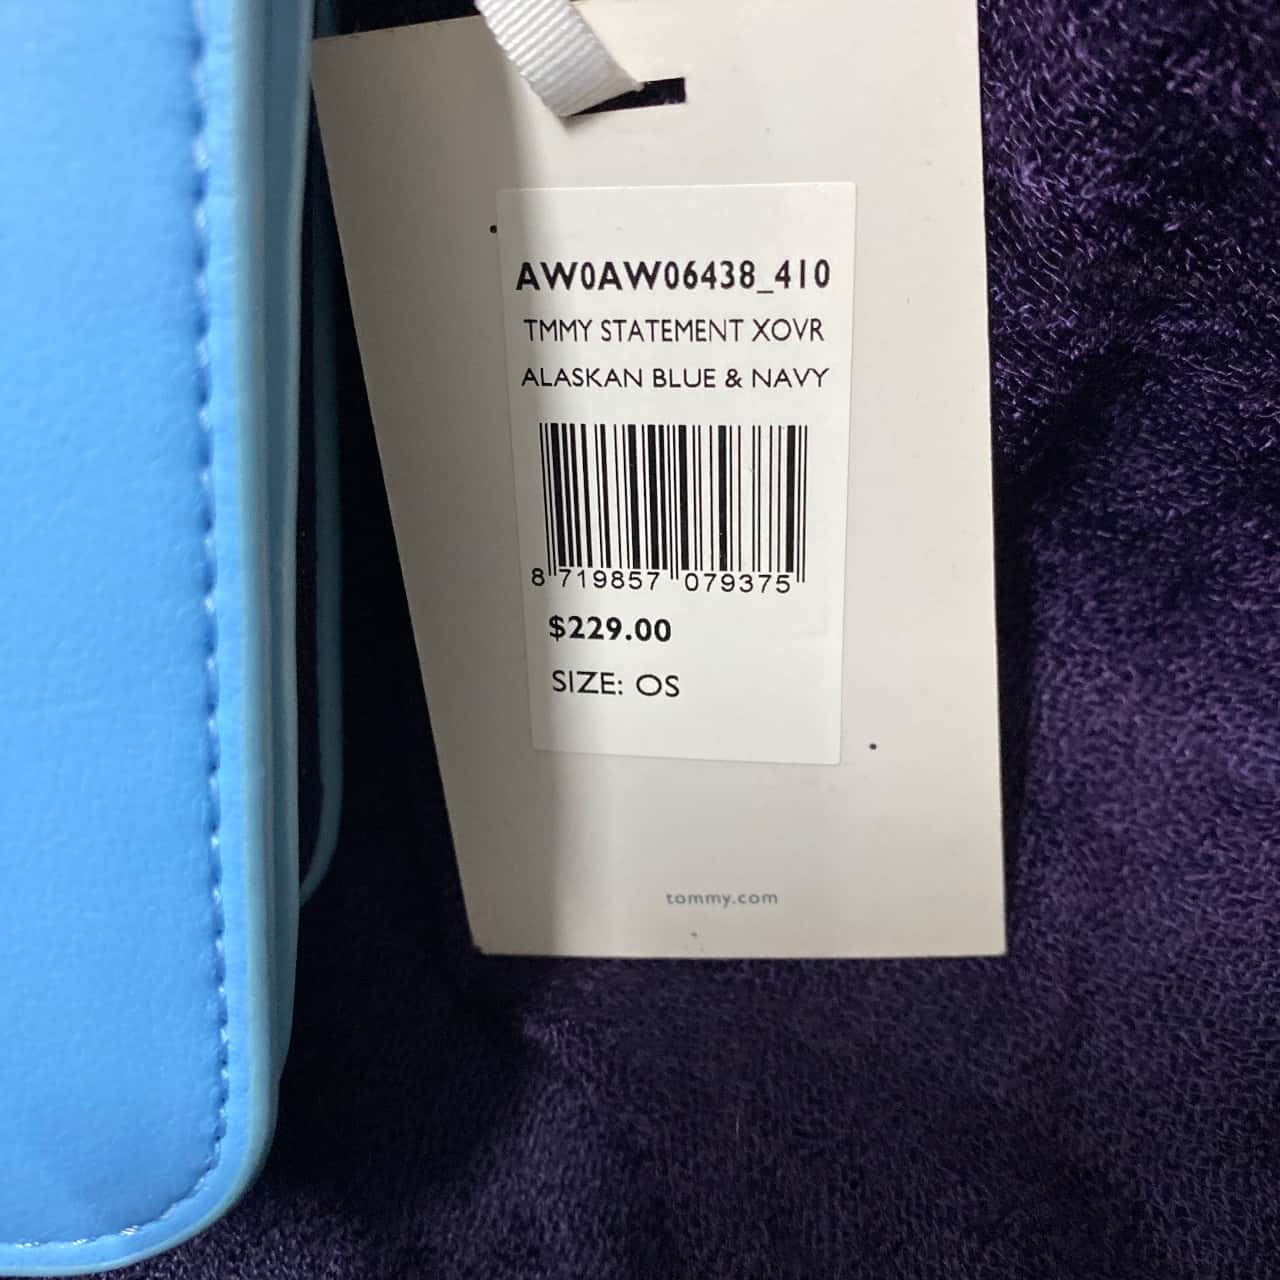 AW0AW06438_410
TMMY STATEMENT XOVR
ALASKAN BLUE & NAVY
8 719857 079375
$229.00
SIZE: OS
tommy.com